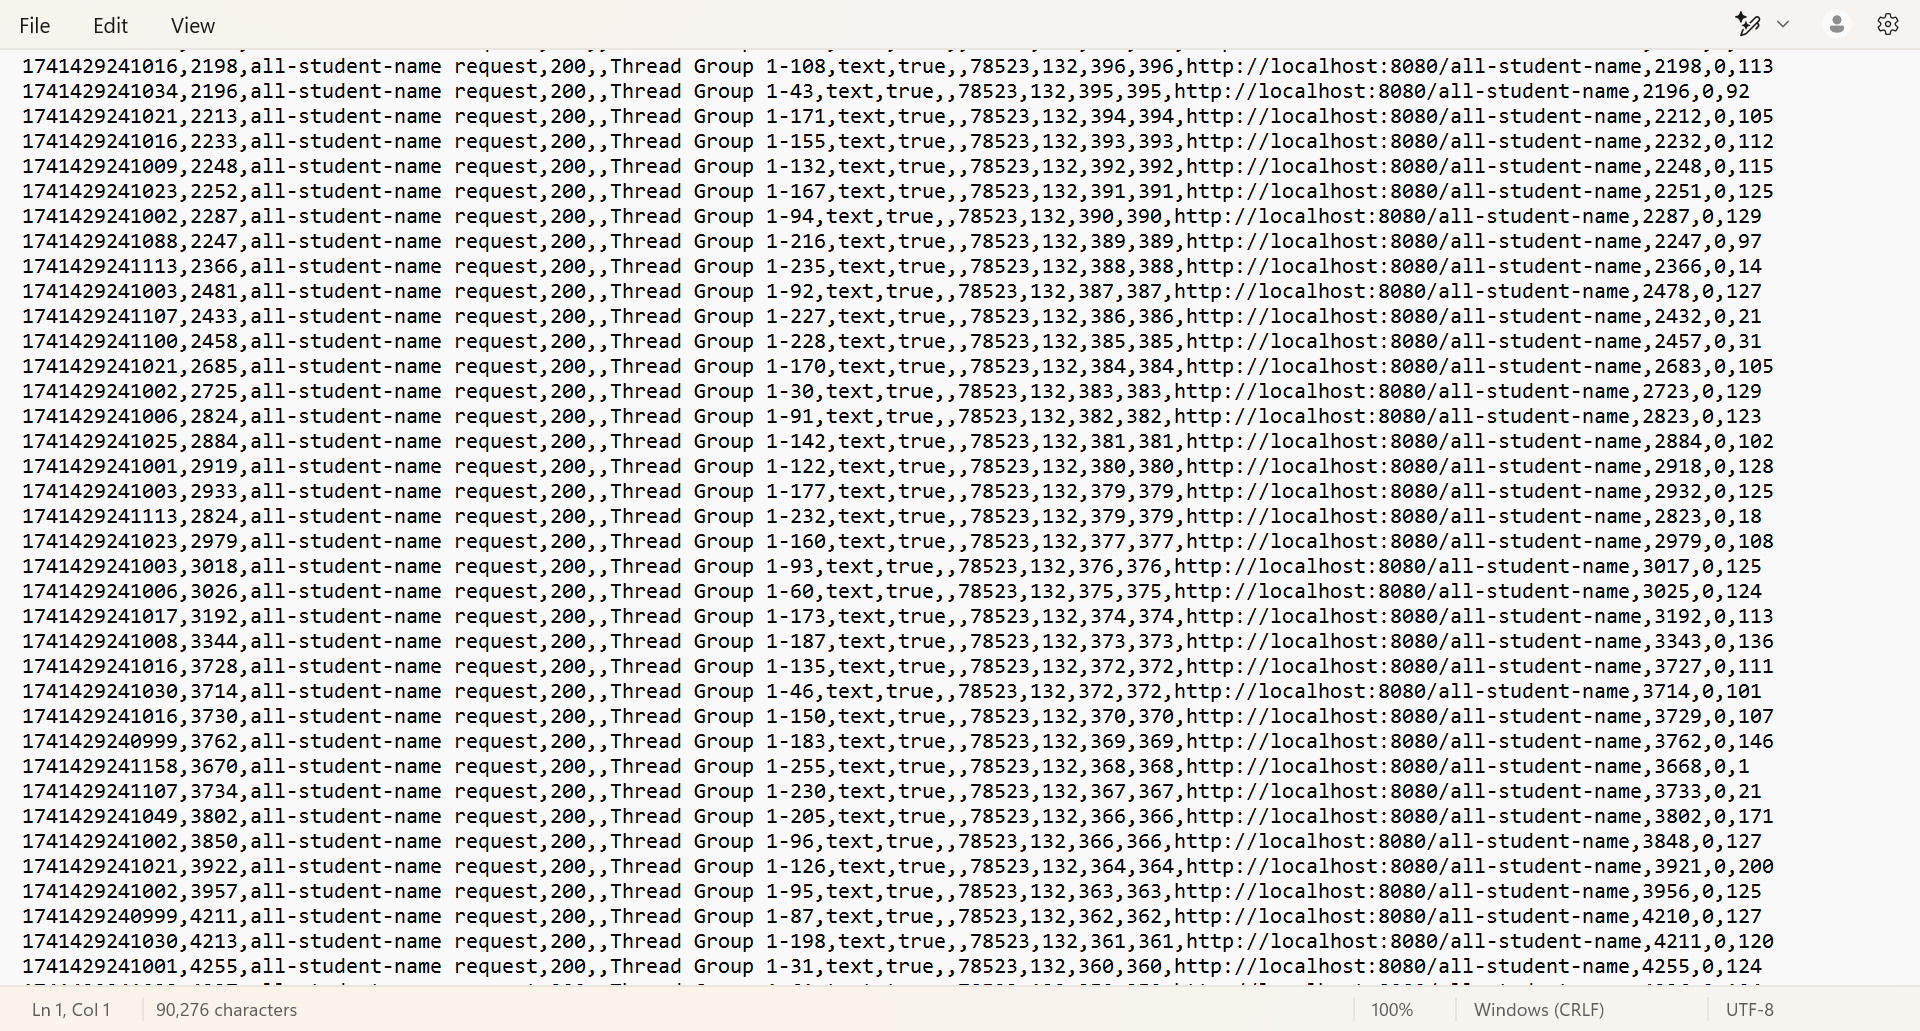 File Edit View
1741429241016,2198,all-student-name request,200,,Thread Group 1-108,text,true,,78523,132,396,396,http://localhost:8080/all-student-name,2198,0,113
1741429241034,2196,all-student-name request,200,,Thread Group 1-43,text,true,,78523,132,395,395,http://localhost:8080/all-student-name,2196,0,92
1741429241021,2213,all-student-name request,200,,Thread Group 1-171,text,true,,78523,132,394,394,http://localhost:8080/all-student-name,2212,0,105
1741429241016,2233,all-student-name request,200,,Thread Group 1-155,text,true,,78523,132,393,393,http://localhost:8080/all-student-name,2232,0,112
1741429241009,2248,all-student-name request,200,,Thread Group 1-132,text,true,,78523,132,392,392,http://localhost:8080/all-student-name,2248,0,115
1741429241023,2252,all-student-name request,200,,Thread Group 1-167,text,true,,78523,132,391,391,http://localhost:8080/all-student-name,2251,0,125
1741429241002,2287,all-student-name request,200,,Thread Group 1-94,text,true,,78523,132,390,390,http://localhost:8080/all-student-name,2287,0,129
1741429241088,2247,all-student-name request,200,,Thread Group 1-216,text,true,,78523,132,389,389,http://localhost:8080/all-student-name,2247,0,97
1741429241113,2366,all-student-name request,200,,Thread Group 1-235,text,true,,78523,132,388,388,http://localhost:8080/all-student-name,2366,0,14
1741429241003,2481,all-student-name request,200,,Thread Group 1-92,text,true,,78523,132,387,387,http://localhost:8080/all-student-name,2478,0,127
1741429241107,2433,all-student-name request,200,,Thread Group 1-227,text,true,,78523,132,386,386,http://localhost:8080/all-student-name,2432,0,21
1741429241100,2458,all-student-name request,200,,Thread Group 1-228,text,true,,78523,132,385,385,http://localhost:8080/all-student-name,2457,0,31
1741429241021,2685,all-student-name request,200,,Thread Group 1-170,text,true,,78523,132,384,384,http://localhost:8080/all-student-name,2683,0,105
1741429241002,2725,all-student-name request,200,,Thread Group 1-30,text,true,,78523,132,383,383,http://localhost:8080/all-student-name,2723,0,129
1741429241006,2824,all-student-name request,200,,Thread Group 1-91,text,true,,78523,132,382,382,http://localhost:8080/all-student-name,2823,0,123
1741429241025,2884,all-student-name request,200,,Thread Group 1-142,text,true,,78523,132,381,381,http://localhost:8080/all-student-name,2884,0,102
1741429241001,2919,all-student-name request,200,,Thread Group 1-122,text,true,,78523,132,380,380,http://localhost:8080/all-student-name,2918,0,128
1741429241003,2933,all-student-name request,200,,Thread Group 1-177,text,true,,78523,132,379,379,http://localhost:8080/all-student-name,2932,0,125
1741429241113,2824,all-student-name request,200,,Thread Group 1-232,text,true,,78523,132,379,379,http://localhost:8080/all-student-name,2823,0,18
1741429241023,2979,all-student-name request,200,,Thread Group 1-160,text,true,,78523,132,377,377,http://localhost:8080/all-student-name,2979,0,108
1741429241003,3018,all-student-name request,200,,Thread Group 1-93,text,true,,78523,132,376,376,http://localhost:8080/all-student-name,3017,0,125
1741429241006,3026,all-student-name request,200,,Thread Group 1-60,text,true,,78523,132,375,375,http://localhost:8080/all-student-name,3025,0,124
1741429241017,3192,all-student-name request,200,,Thread Group 1-173,text,true,,78523,132,374,374,http://localhost:8080/all-student-name,3192,0,113
1741429241008,3344,all-student-name request,200,,Thread Group 1-187,text,true,,78523,132,373,373,http://localhost:8080/all-student-name,3343,0,136
1741429241016,3728,all-student-name request,200,,Thread Group 1-135,text,true,,78523,132,372,372,http://localhost:8080/all-student-name,3727,0,111
1741429241030,3714,all-student-name request,200,,Thread Group 1-46,text,true,,78523,132,372,372,http://localhost:8080/all-student-name,3714,0,101
1741429241016,3730,all-student-name request,200,,Thread Group 1-150,text,true,,78523,132,370,370,http://localhost:8080/all-student-name,3729,0,107
1741429240999,3762,all-student-name request,200,,Thread Group 1-183,text,true,,78523,132,369,369,http://localhost:8080/all-student-name,3762,0,146
1741429241158,3670,all-student-name request,200,,Thread Group 1-255,text,true,,78523,132,368,368,http://localhost:8080/all-student-name,3668,0,1
1741429241107,3734,all-student-name request,200,,Thread Group 1-230,text,true,,78523,132,367,367,http://localhost:8080/all-student-name,3733,0,21
1741429241049,3802,all-student-name request,200,,Thread Group 1-205,text,true,,78523,132,366,366,http://localhost:8080/all-student-name,3802,0,171
1741429241002,3850,all-student-name request,200,,Thread Group 1-96,text,true,,78523,132,366,366,http://localhost:8080/all-student-name,3848,0,127
1741429241021,3922,all-student-name request,200,,Thread Group 1-126,text,true,,78523,132,364,364,http://localhost:8080/all-student-name,3921,0,200
1741429241002,3957,all-student-name request,200,,Thread Group 1-95,text,true,,78523,132,363,363,http://localhost:8080/all-student-name,3956,0,125
1741429240999,4211,all-student-name request,200,,Thread Group 1-87,text,true,,78523,132,362,362,http://localhost:8080/all-student-name,4210,0,127
1741429241030,4213,all-student-name request,200,,Thread Group 1-198,text,true,,78523,132,361,361,http://localhost:8080/all-student-name,4211,0,120
1741429241001,4255,all-student-name request,200,,Thread Group 1-31,text,true,,78523,132,360,360,http://localhost:8080/all-student-name,4255,0,124
Ln 1, Col 1 90,276 characters 100% Windows (CRLF) UTF-8